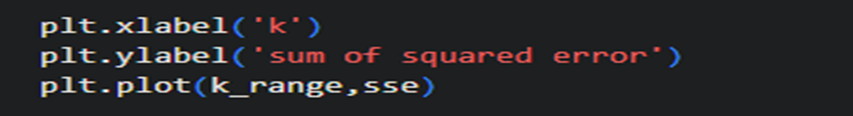 plt.xlabel('k')
plt.ylabel('sum of squared error')
plt.plot(k_range,sse)